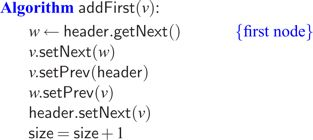 Algorithm addFirst(v):
w ← header.getNext() {first node}
v.setNext(w)
v.setPrev(header)
w.setPrev(v)
header.setNext(v)
size = size + 1